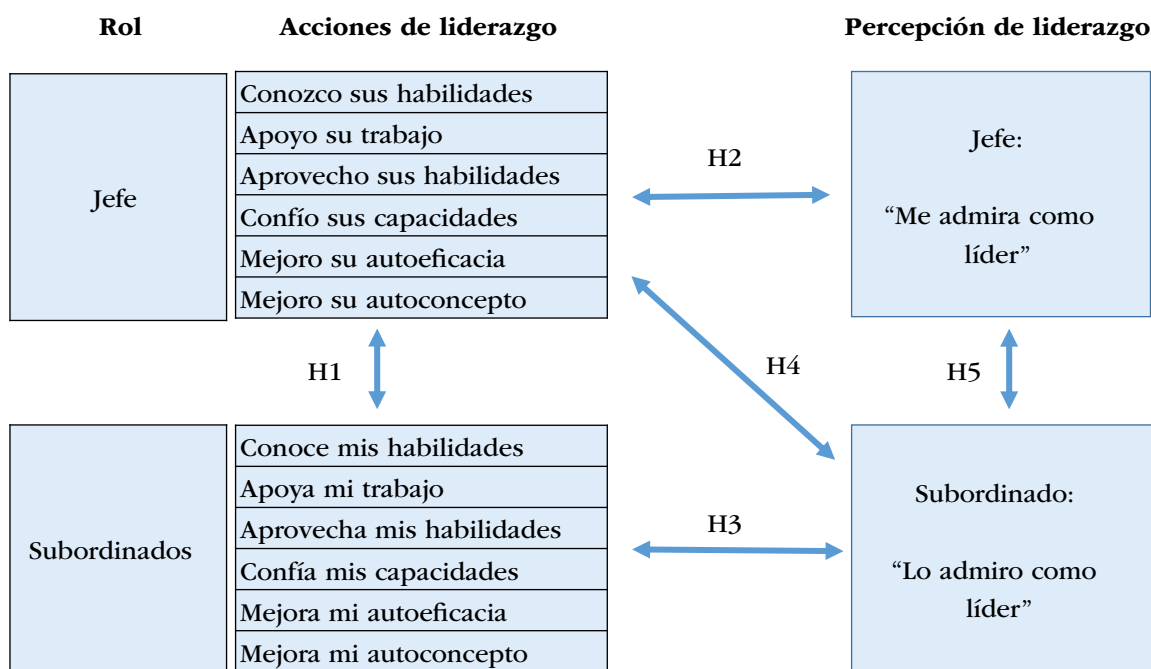 Rol
Acciones de liderazgo
Percepción de liderazgo
Jefe
Conozco sus habilidades
Apoyo su trabajo
Aprovecho sus habilidades
Confío sus capacidades
Mejoro su autoeficacia
Mejoro su autoconcepto
H2
Jefe:
“Me admira como
líder”
H1
H4
H5
Subordinados
Conoce mis habilidades
Apoya mi trabajo
Aprovecha mis habilidades
Confía mis capacidades
Mejora mi autoeficacia
Mejora mi autoconcepto
H3
Subordinado:
“Lo admiro como
líder”